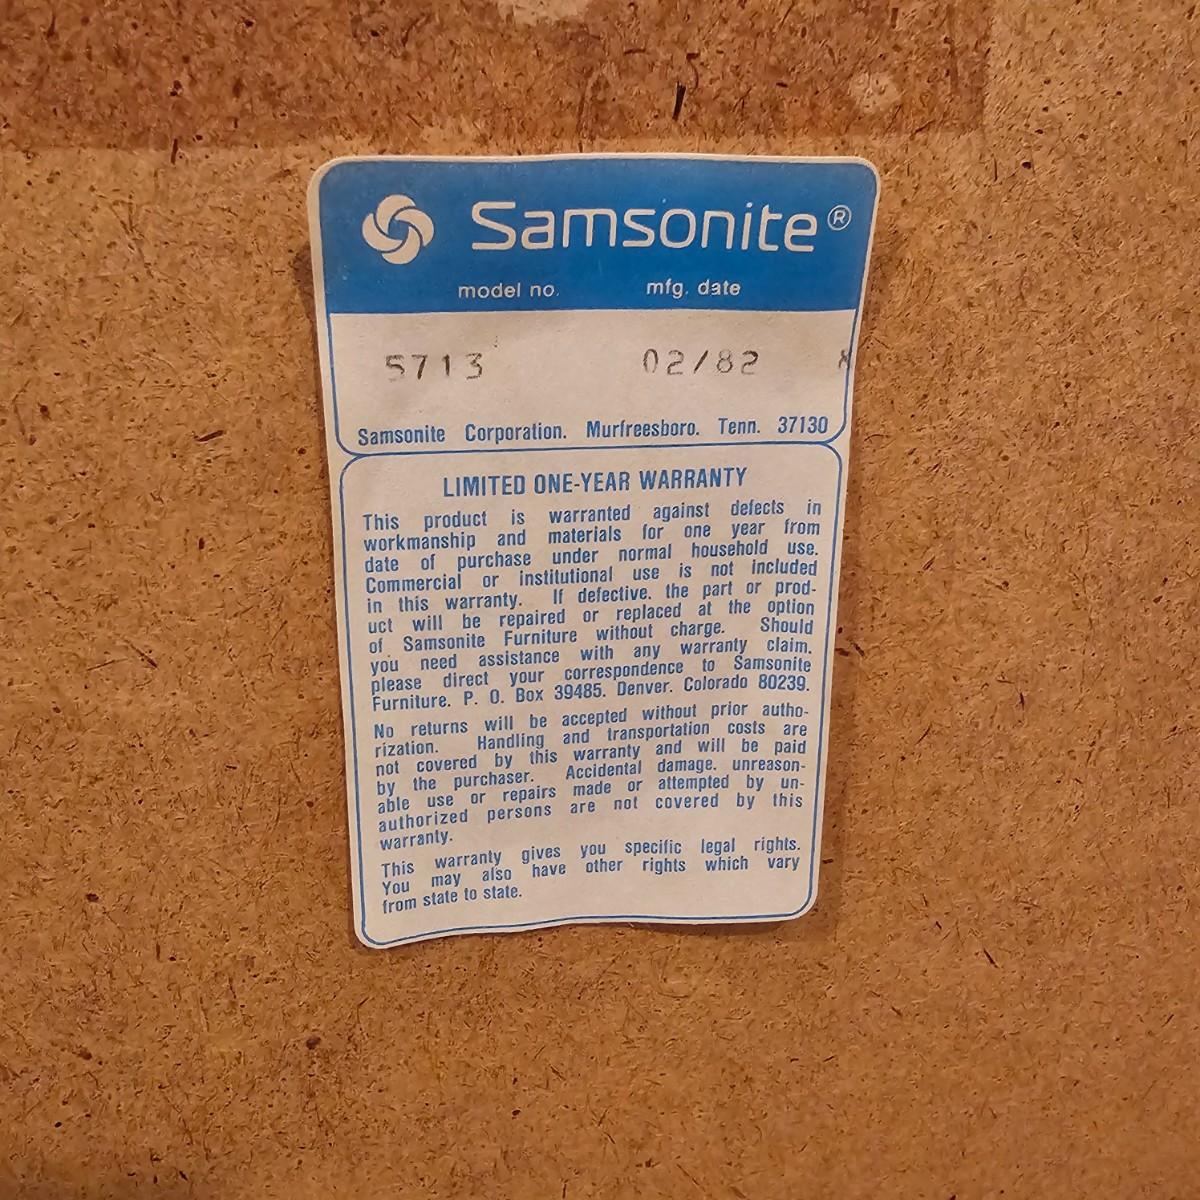 Samsonite®
model no. mfg. date
5713 02/82
Samsonite Corporation. Murfreesboro. Tenn. 37130
LIMITED ONE-YEAR WARRANTY
This product is warranted against defects in
workmanship and materials for one year from
date of purchase under normal household use.
Commercial or institutional use is not included
in this warranty. If defective. the part or prod-
uct will be repaired or replaced at the option
of Samsonite Furniture without charge. Should
you need assistance with any warranty claim.
please direct your correspondence to Samsonite
Furniture. P. O. Box 39485. Denver. Colorado 80239.
No returns will be accepted without prior autho-
rization. Handling and transportation costs are
not covered by this warranty and will be paid
by the purchaser. Accidental damage. unreason-
able use or repairs made or attempted by un-
authorized persons are not covered by this
warranty.
This warranty gives you specific legal rights.
You may also have other rights which vary
from state to state.